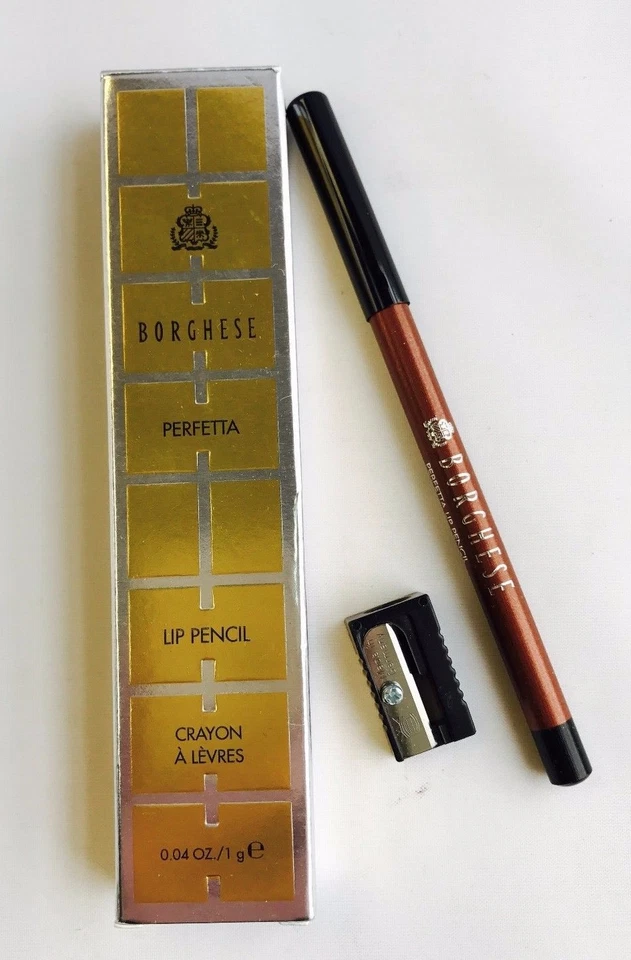 BORGHESE
PERFETTA
LIP PENCIL
CRAYON
À LÈVRES
0.04 OZ./1 g ℮
BORGHESE
PERFETTA LIP PENCIL